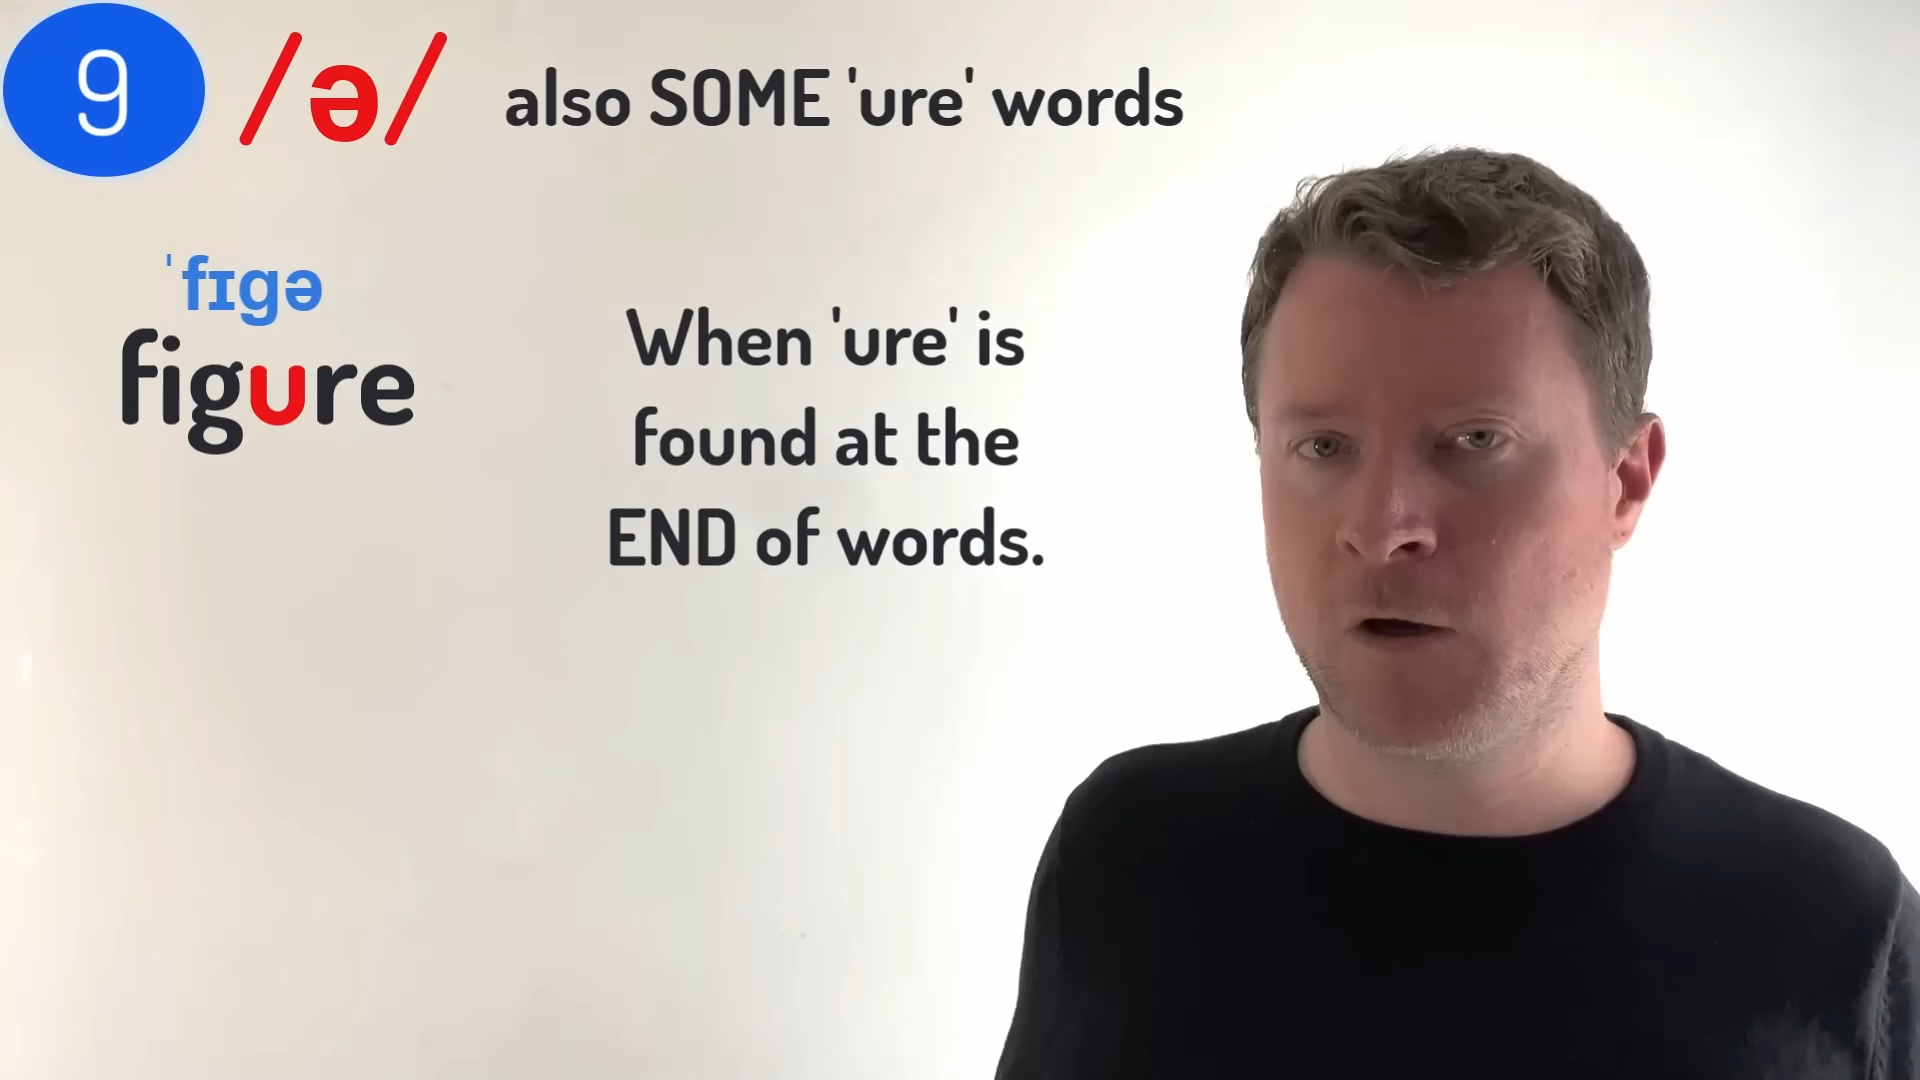 9 /ə/ also SOME 'ure' words
ˈfɪgə
figure
When 'ure' is
found at the
END of words.